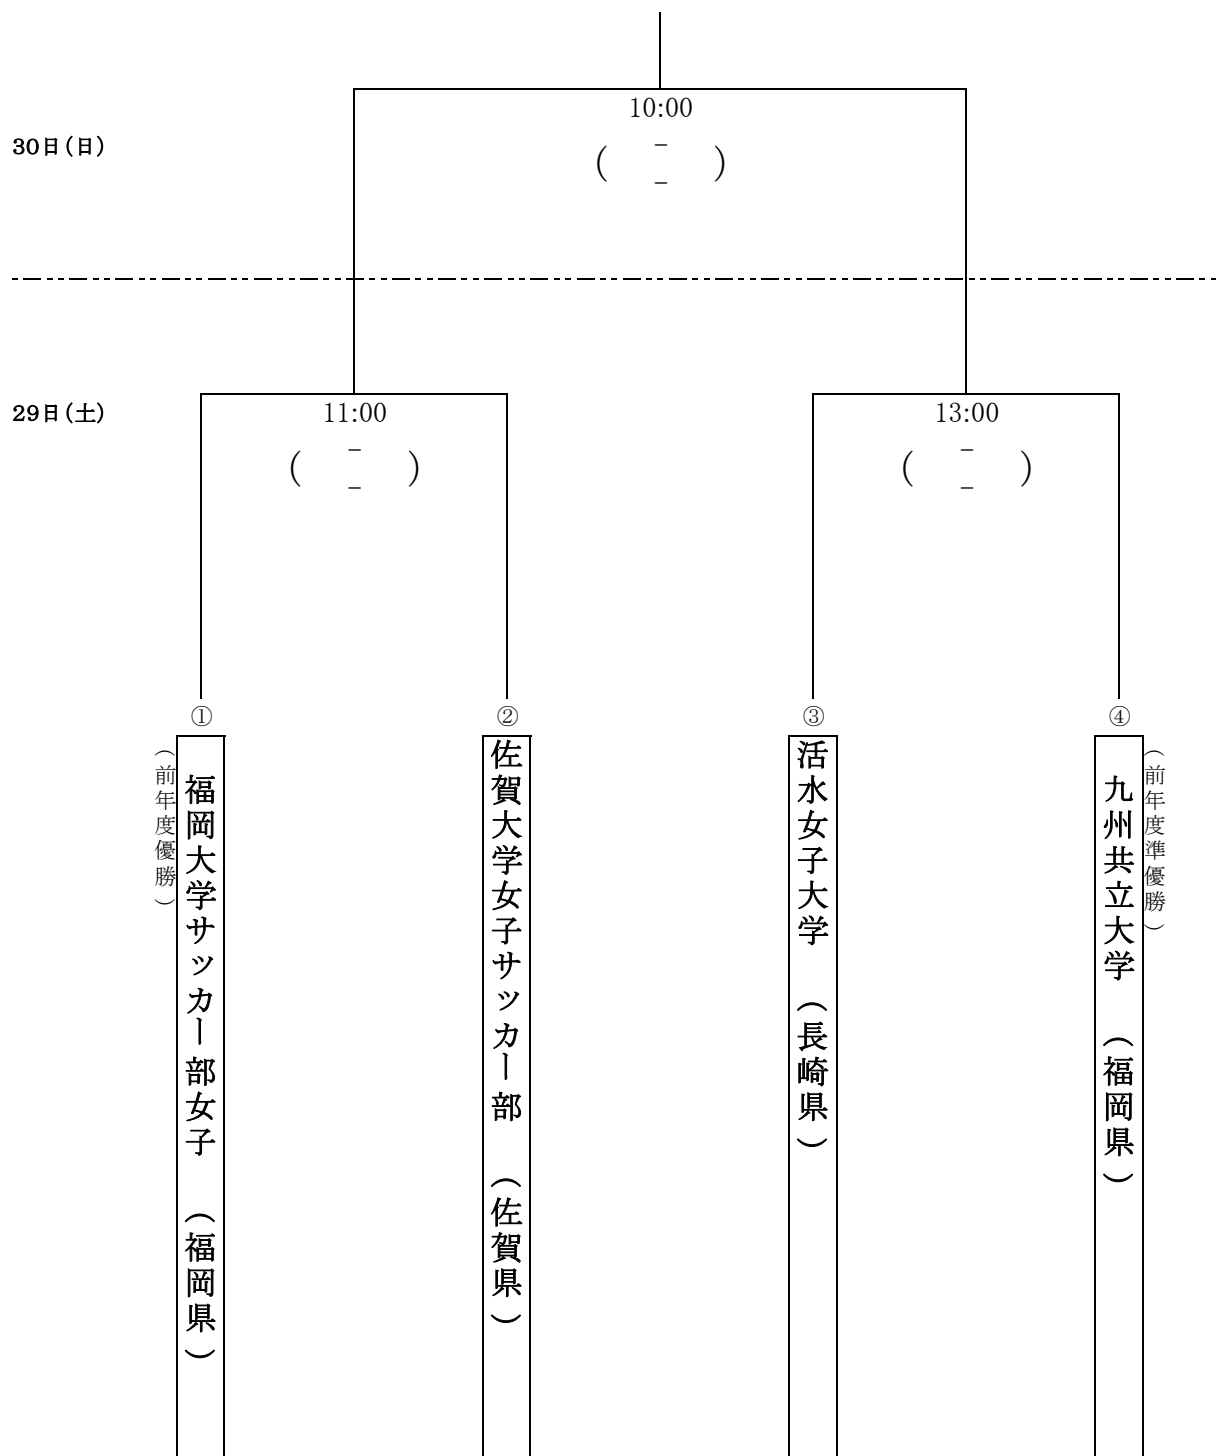 10:00
30日(日)
( - )
-
29日(土)
11:00
13:00
( - )
-
( - )
-
①
②
③
④
(前年度優勝)
福岡大学サッカー部女子 (福岡県)
佐賀大学女子サッカー部 (佐賀県)
活水女子大学 (長崎県)
九州共立大学 (福岡県)
(前年度準優勝)